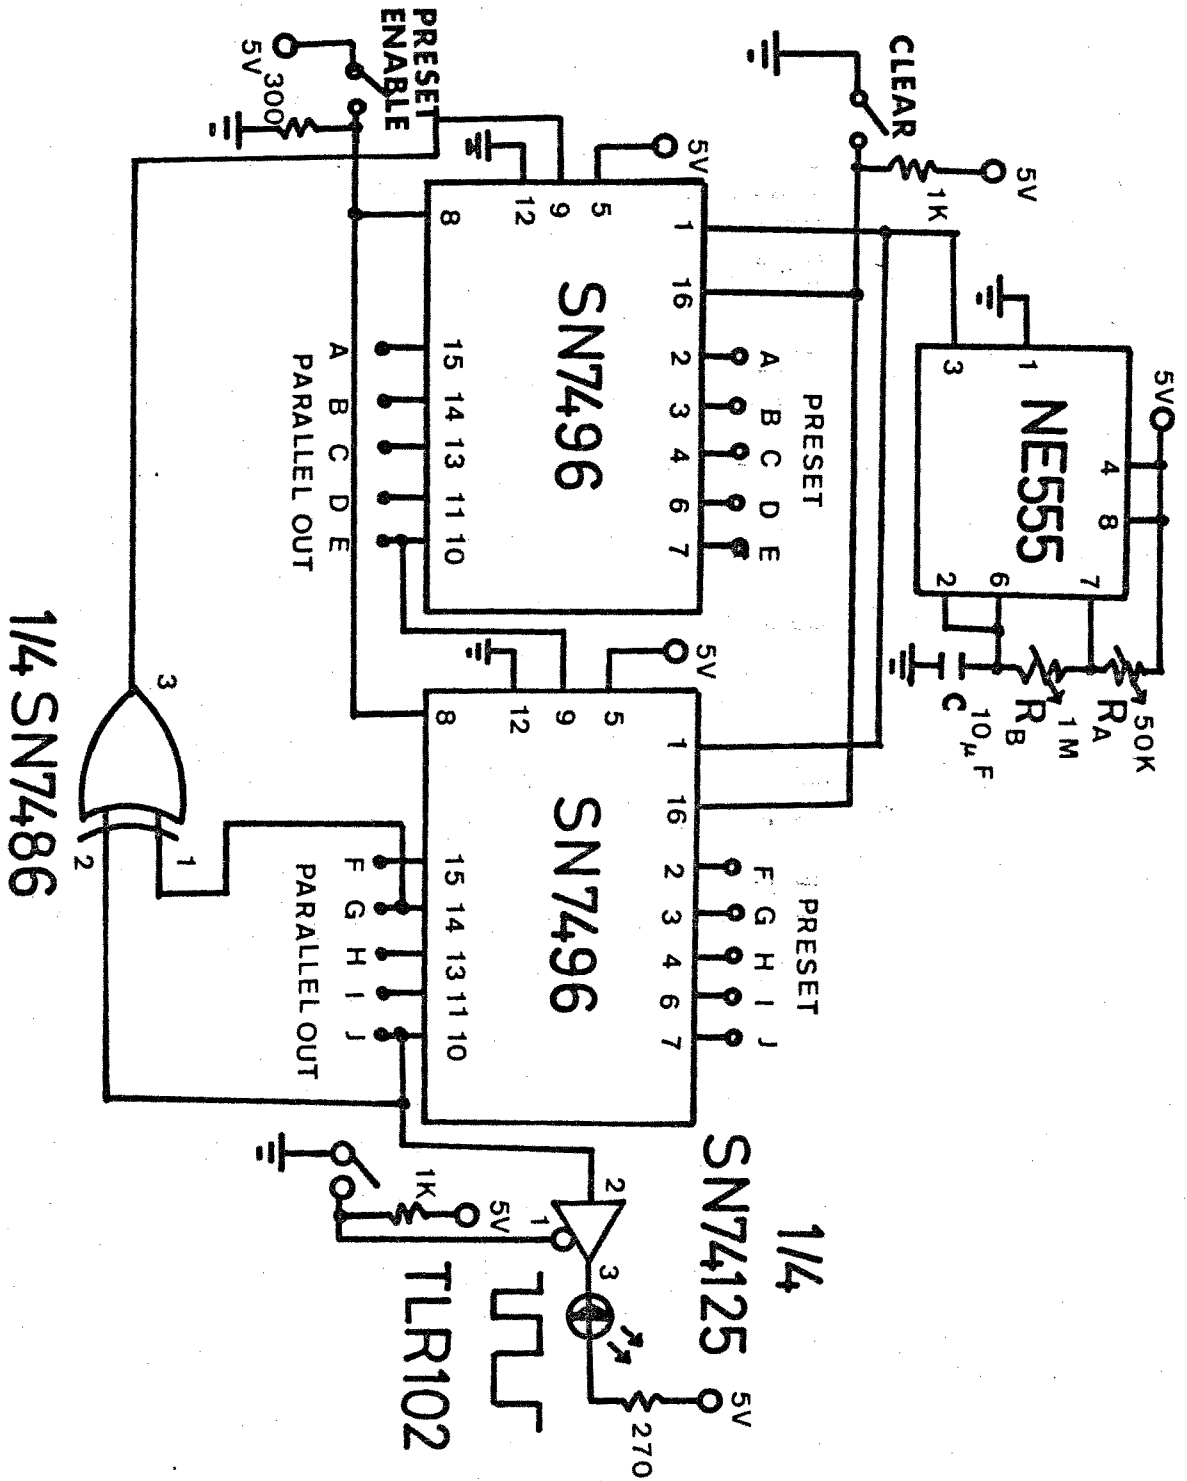 5V
4
8
1
NE555
3
7
6
2
50K
R_A
1M
R_B
10µF
C
5V
1K
CLEAR
PRESET
A
B
C
D
E
PRESET
F
G
H
I
J
5V
1
16
2
3
4
6
7
5
9
12
SN7496
8
15
14
13
11
10
5V
1
16
2
3
4
6
7
5
9
12
SN7496
8
15
14
13
11
10
PRESET
ENABLE
5V
300
A
B
C
D
E
PARALLEL OUT
F
G
H
I
J
PARALLEL OUT
1/4
SN74125
2
1
3
5V
270
5V
1K
TLR102
3
1
2
1/4 SN7486